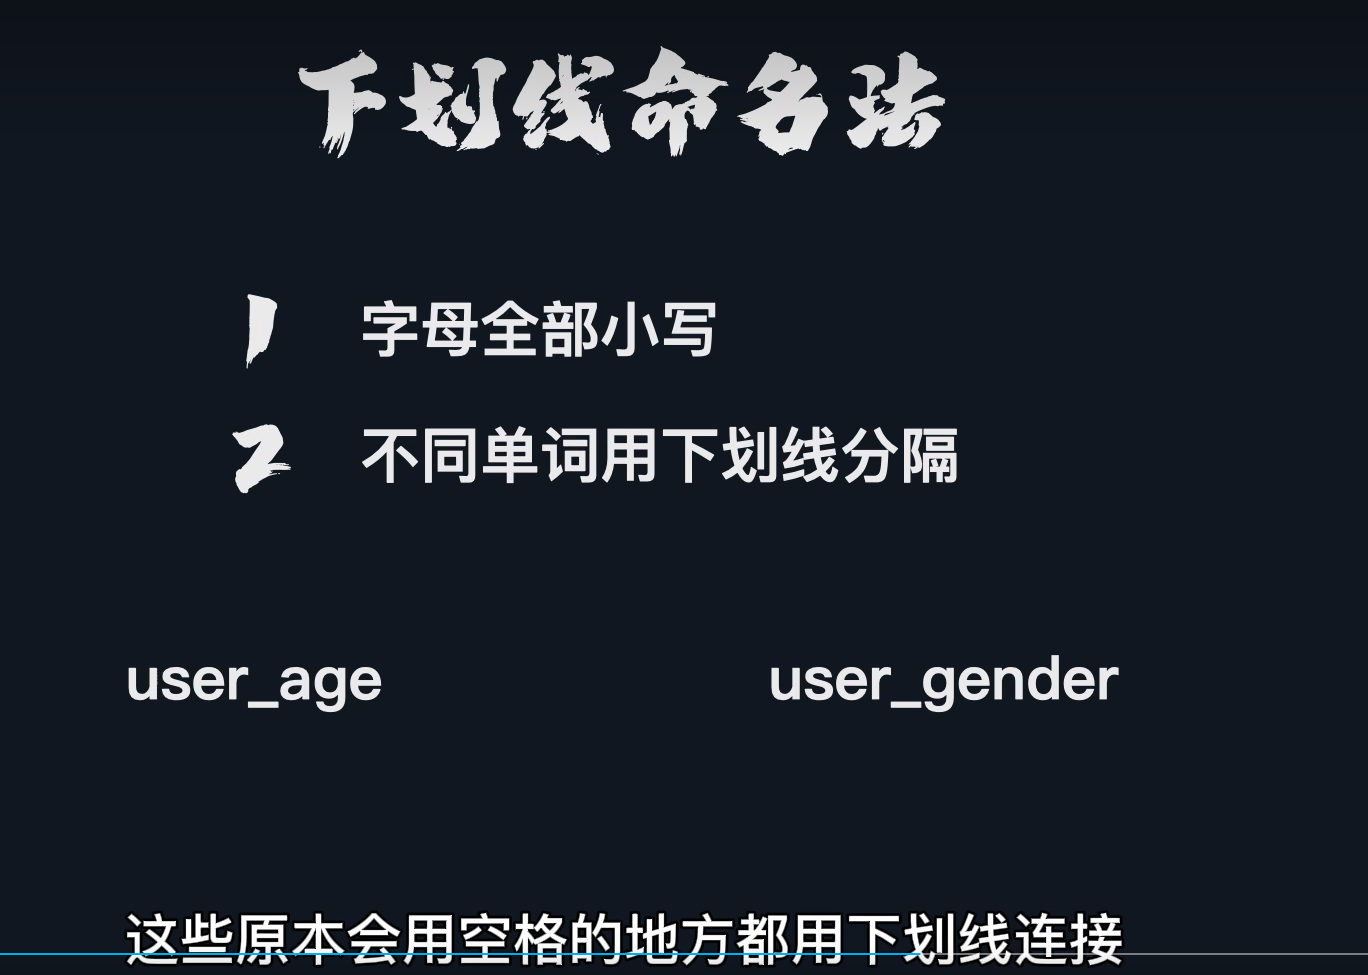 下划线命名法
1 字母全部小写
2 不同单词用下划线分隔
user_age user_gender
这些原本会用空格的地方都用下划线连接